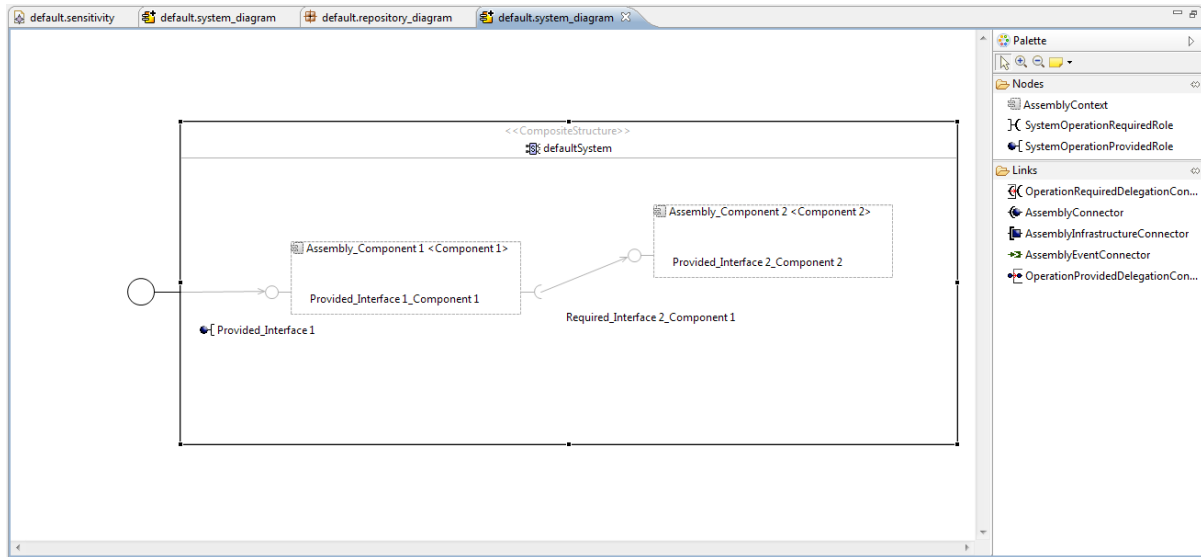 default.sensitivity
default.system_diagram
default.repository_diagram
default.system_diagram
Palette
Nodes
AssemblyContext
SystemOperationRequiredRole
SystemOperationProvidedRole
Links
OperationRequiredDelegationCon...
AssemblyConnector
AssemblyInfrastructureConnector
AssemblyEventConnector
OperationProvidedDelegationCon...
<<CompositeStructure>>
defaultSystem
Assembly_Component 2 <Component 2>
Provided_Interface 2_Component 2
Assembly_Component 1 <Component 1>
Provided_Interface 1_Component 1
Required_Interface 2_Component 1
Provided_Interface 1